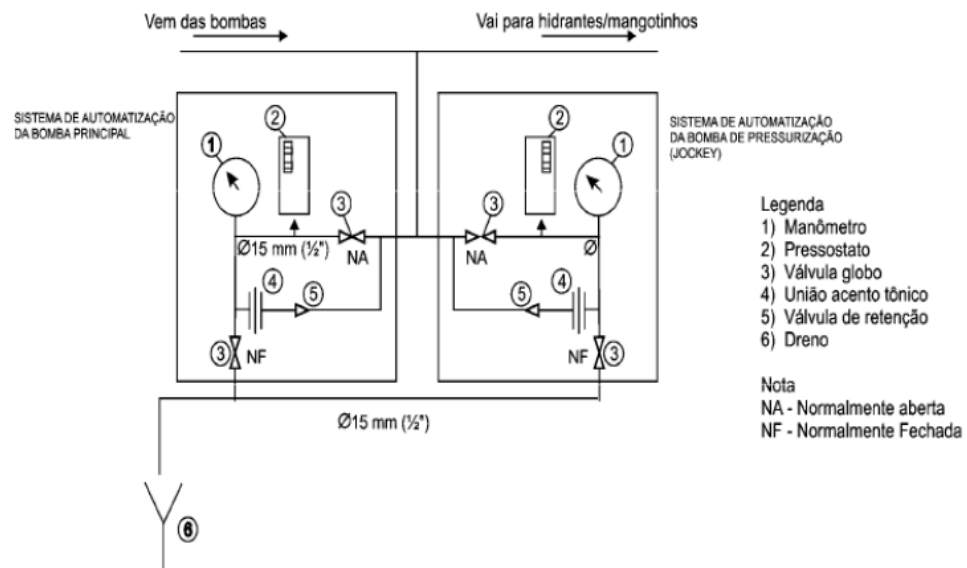 Vem das bombas
Vai para hidrantes/mangotinhos
SISTEMA DE AUTOMATIZAÇÃO
DA BOMBA PRINCIPAL
1
2
3
Ø15 mm (½")
NA
4
5
3
NF
2
1
3
NA
Ø
5
4
NF
3
SISTEMA DE AUTOMATIZAÇÃO
DA BOMBA DE PRESSURIZAÇÃO
(JOCKEY)
Ø15 mm (½")
6
Legenda
1) Manômetro
2) Pressostato
3) Válvula globo
4) União acento tônico
5) Válvula de retenção
6) Dreno
Nota
NA - Normalmente aberta
NF - Normalmente Fechada